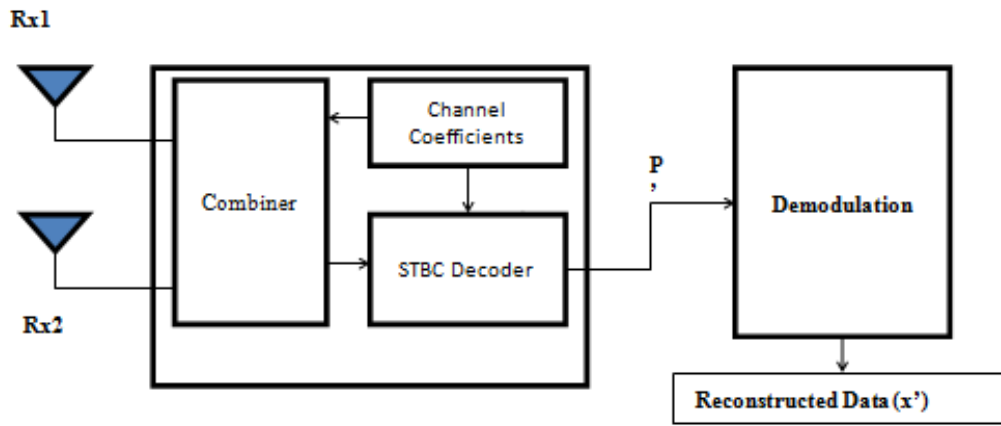 Rx1
Channel
Coefficients
P
’
Combiner
Demodulation
STBC Decoder
Rx2
Reconstructed Data (x’)